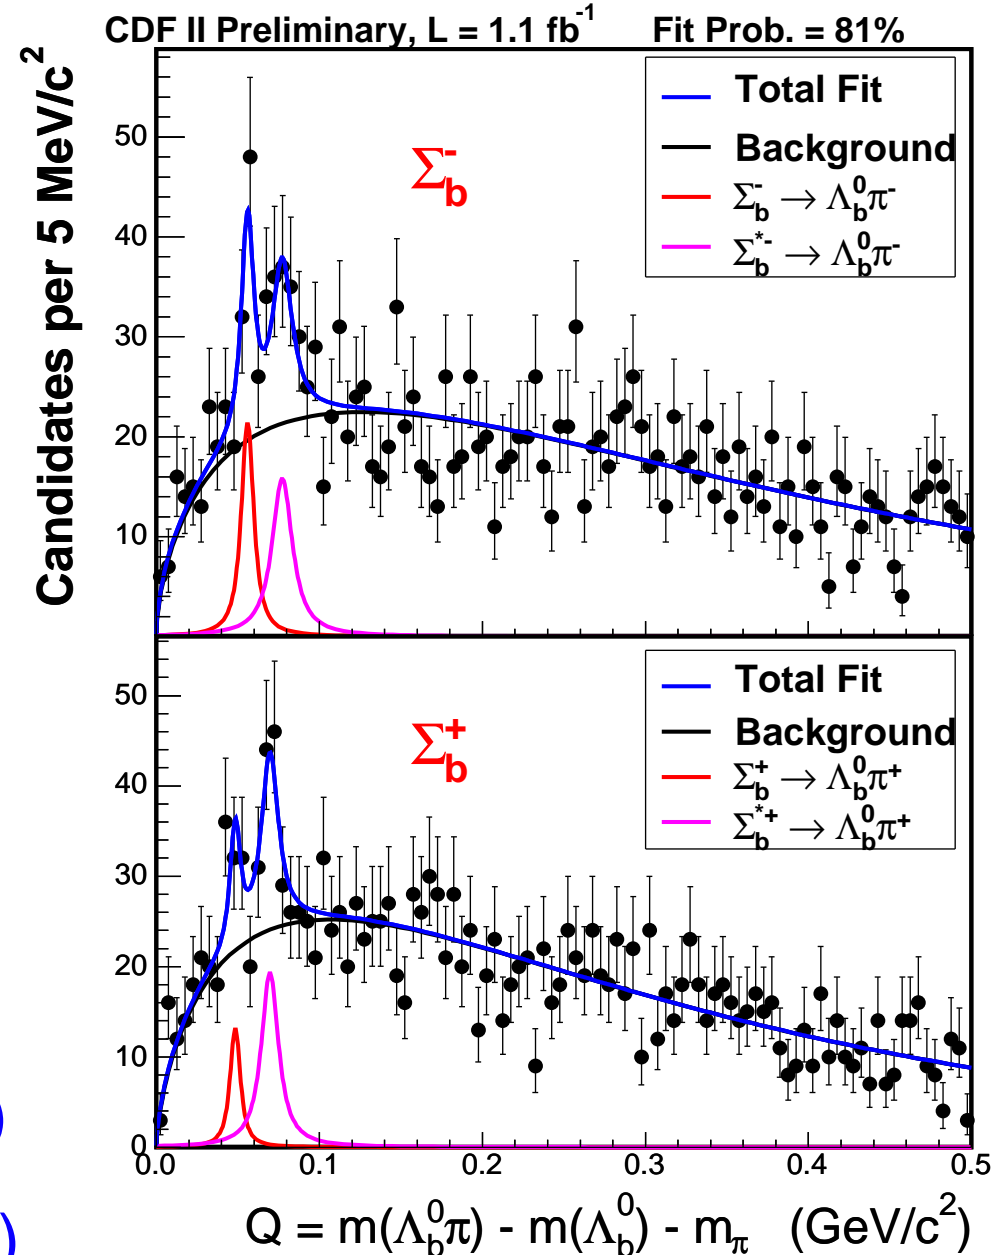 CDF II Preliminary, L = 1.1 fb⁻¹ Fit Prob. = 81%
Candidates per 5 MeV/c²
50
40
30
20
10
Σb⁻
Total Fit
Background
Σb⁻ → Λb⁰π⁻
Σb*⁻ → Λb⁰π⁻
50
40
30
20
10
0
Σb⁺
Total Fit
Background
Σb⁺ → Λb⁰π⁺
Σb*⁺ → Λb⁰π⁺
0.0 0.1 0.2 0.3 0.4 0.5
)
)
Q = m(Λb⁰π) - m(Λb⁰) - mπ (GeV/c²)